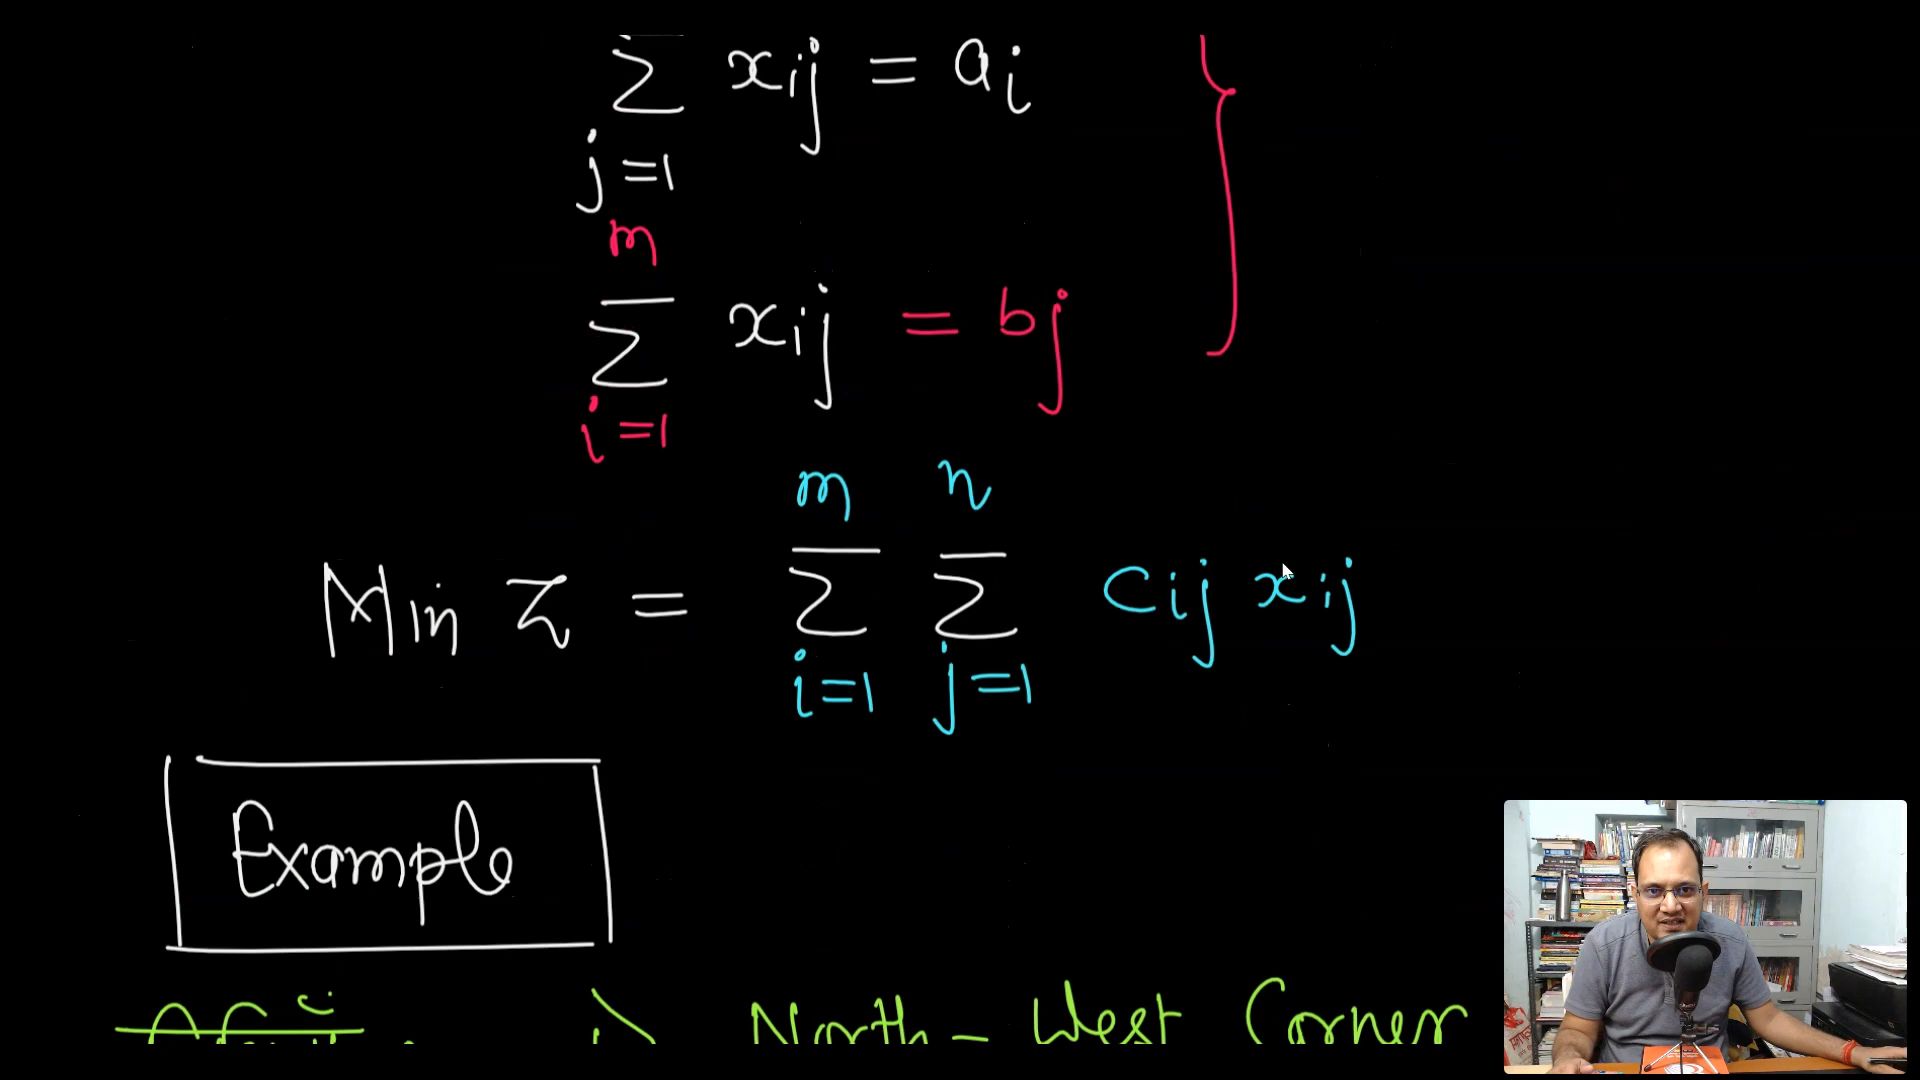 ∑ xij = ai
j=1
m
∑ xij = bj
i=1
m n
Min Z = ∑ ∑ cij xij
i=1 j=1
Example
North-West Corner